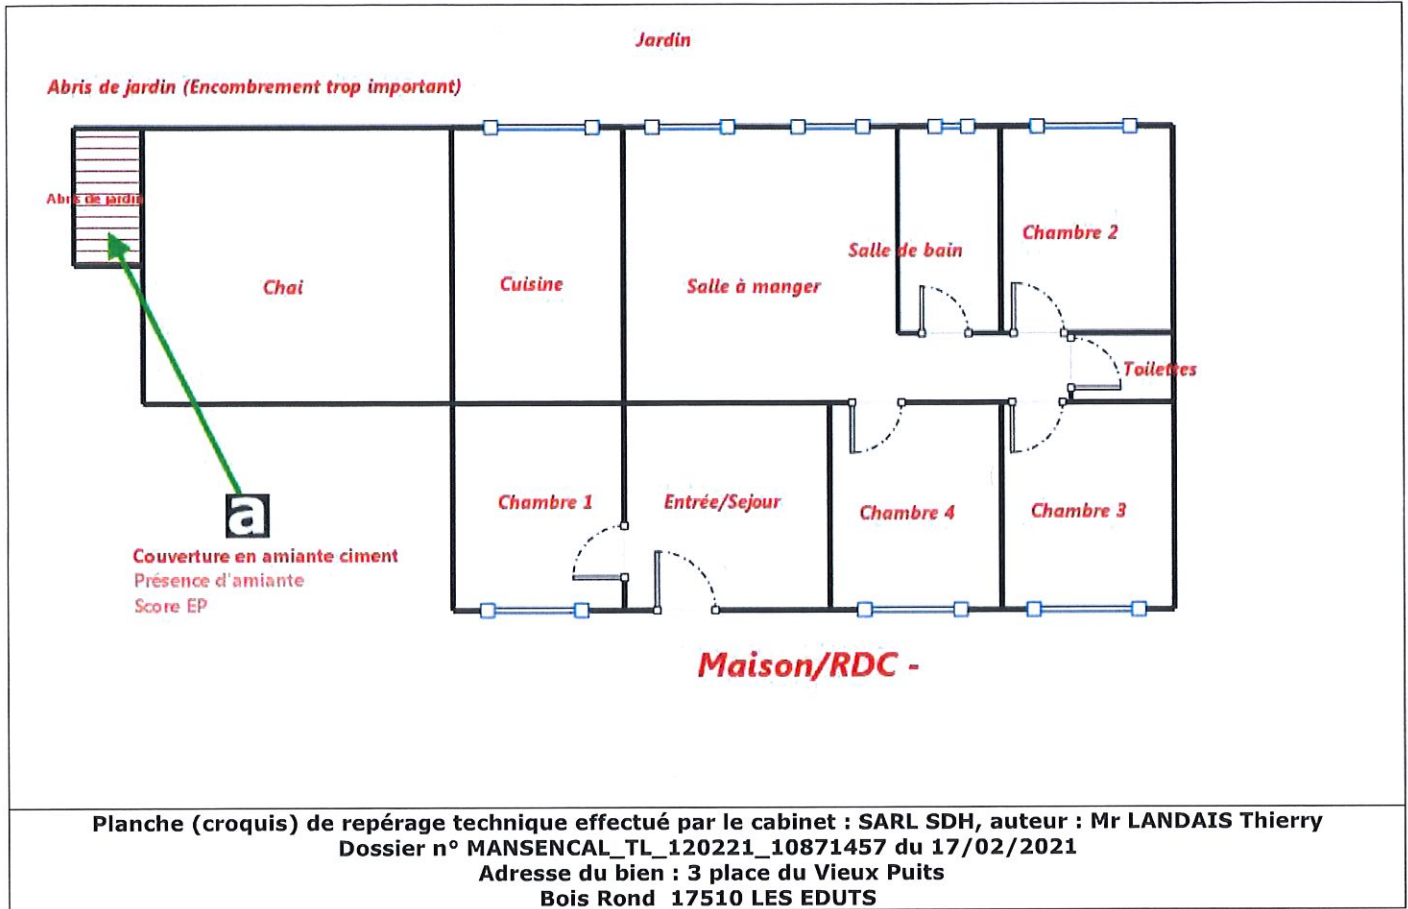 Jardin
Abris de jardin (Encombrement trop important)
Abris de jardin
Chambre 2
Salle de bain
Chai
Cuisine
Salle à manger
Toilettes
Chambre 1
Entrée/Sejour
Chambre 4
Chambre 3
a
Couverture en amiante ciment
Présence d'amiante
Score EP
Maison/RDC -
Planche (croquis) de repérage technique effectué par le cabinet : SARL SDH, auteur : Mr LANDAIS Thierry
Dossier n° MANSENCAL_TL_120221_10871457 du 17/02/2021
Adresse du bien : 3 place du Vieux Puits
Bois Rond 17510 LES EDUTS